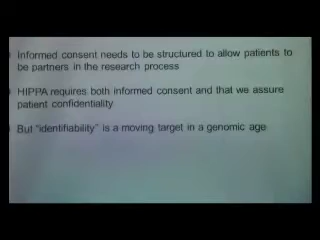 Informed consent needs to be structured to allow patients to
be partners in the research process
HIPPA requires both informed consent and that we assure
patient confidentiality
But "identifiability" is a moving target in a genomic age